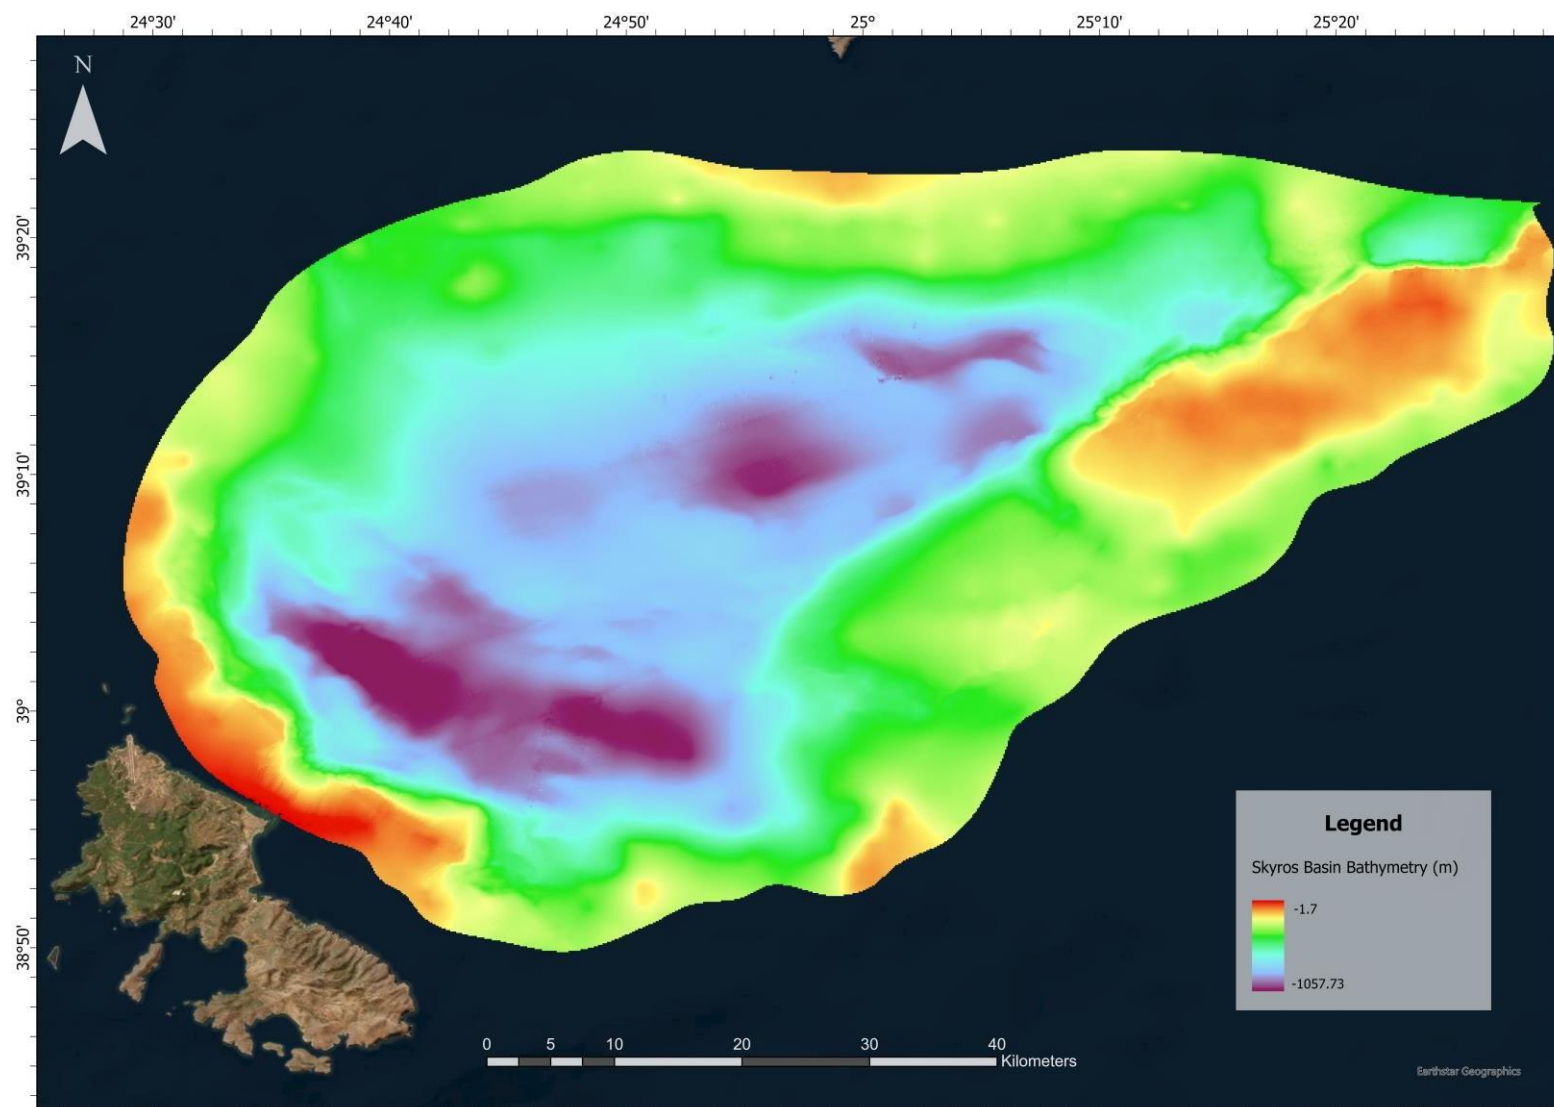 24°30' 24°40' 24°50' 25° 25°10' 25°20'
N
39°20'
39°10'
39°
38°50'
Legend
Skyros Basin Bathymetry (m)
-1.7
-1057.73
0 5 10 20 30 40
Kilometers
Earthstar Geographics